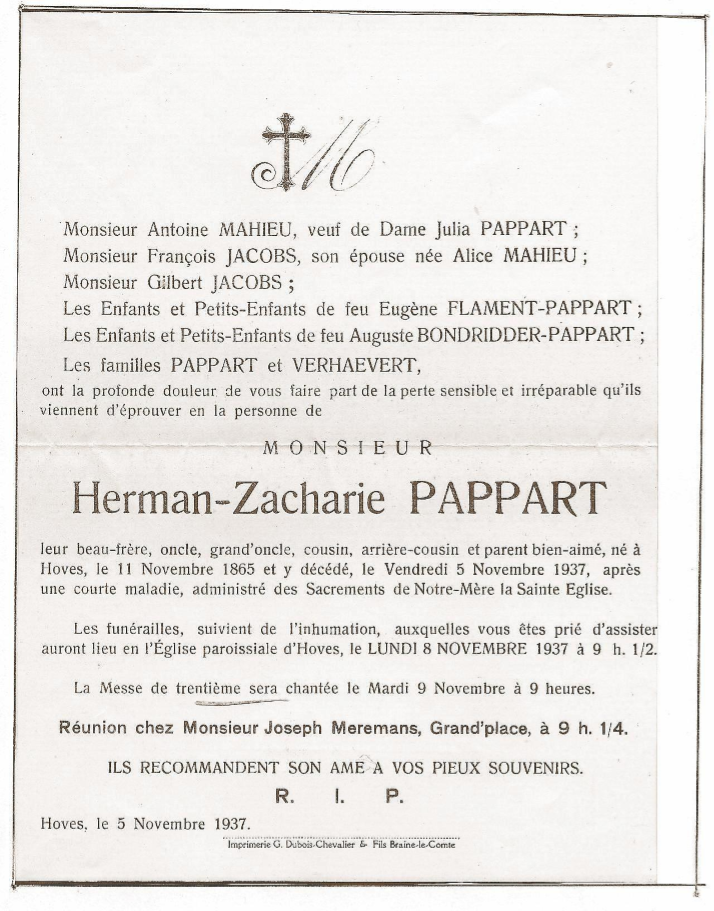 M
Monsieur Antoine MAHIEU, veuf de Dame Julia PAPPART ;
Monsieur François JACOBS, son épouse née Alice MAHIEU ;
Monsieur Gilbert JACOBS ;
Les Enfants et Petits-Enfants de feu Eugène FLAMENT-PAPPART ;
Les Enfants et Petits-Enfants de feu Auguste BONDRIDDER-PAPPART ;
Les familles PAPPART et VERHAEVERT,
ont la profonde douleur de vous faire part de la perte sensible et irréparable qu'ils
viennent d'éprouver en la personne de
MONSIEUR
Herman-Zacharie PAPPART
leur beau-frère, oncle, grand'oncle, cousin, arrière-cousin et parent bien-aimé, né à
Hoves, le 11 Novembre 1865 et y décédé, le Vendredi 5 Novembre 1937, après
une courte maladie, administré des Sacrements de Notre-Mère la Sainte Eglise.
Les funérailles, suivient de l'inhumation, auxquelles vous êtes prié d'assister
auront lieu en l'Église paroissiale d'Hoves, le LUNDI 8 NOVEMBRE 1937 à 9 h. 1/2.
La Messe de trentième sera chantée le Mardi 9 Novembre à 9 heures.
Réunion chez Monsieur Joseph Meremans, Grand'place, à 9 h. 1/4.
ILS RECOMMANDENT SON AME A VOS PIEUX SOUVENIRS.
R. I. P.
Hoves, le 5 Novembre 1937.
Imprimerie G. Dubois-Chevalier & Fils Braine-le-Comte